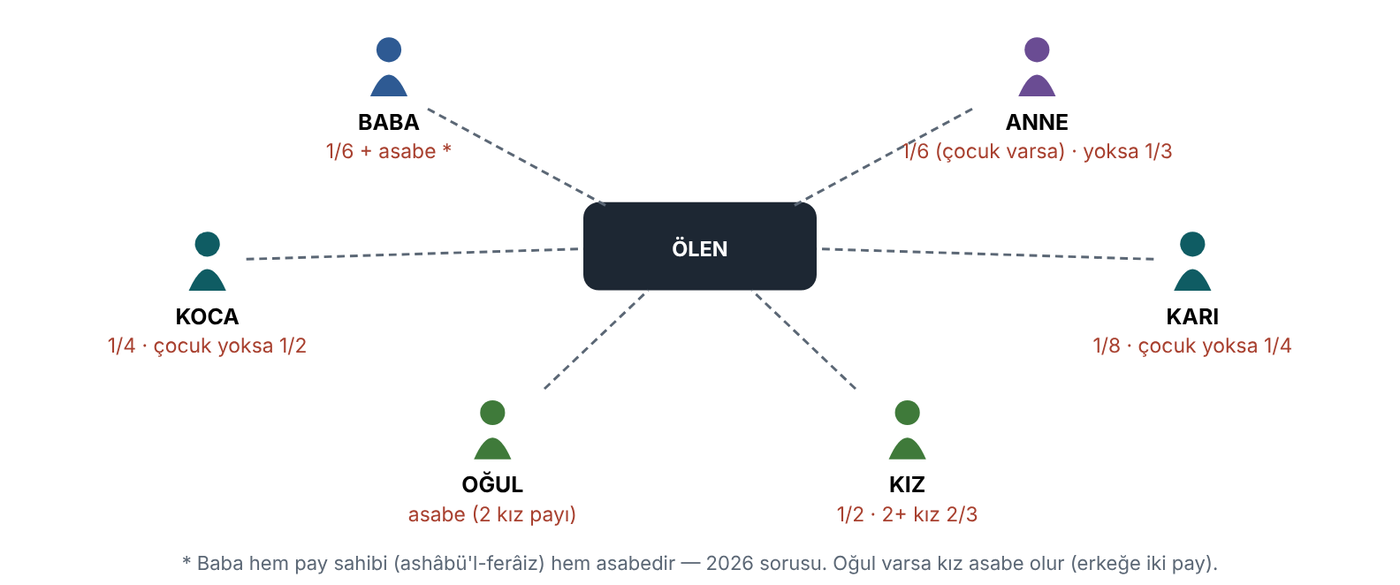 BABA
1/6 + asabe *
ANNE
1/6 (çocuk varsa) · yoksa 1/3
ÖLEN
KOCA
1/4 · çocuk yoksa 1/2
KARI
1/8 · çocuk yoksa 1/4
OĞUL
asabe (2 kız payı)
KIZ
1/2 · 2+ kız 2/3
* Baba hem pay sahibi (ashâbü'l-ferâiz) hem asabedir — 2026 sorusu. Oğul varsa kız asabe olur (erkeğe iki pay).